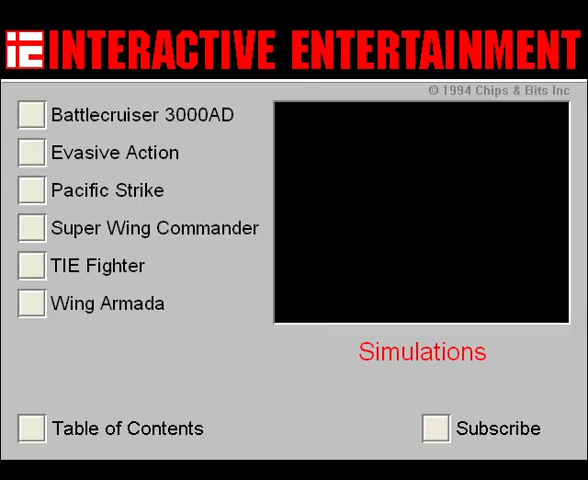 IE INTERACTIVE ENTERTAINMENT
© 1994 Chips & Bits Inc
Battlecruiser 3000AD
Evasive Action
Pacific Strike
Super Wing Commander
TIE Fighter
Wing Armada
Simulations
Table of Contents
Subscribe